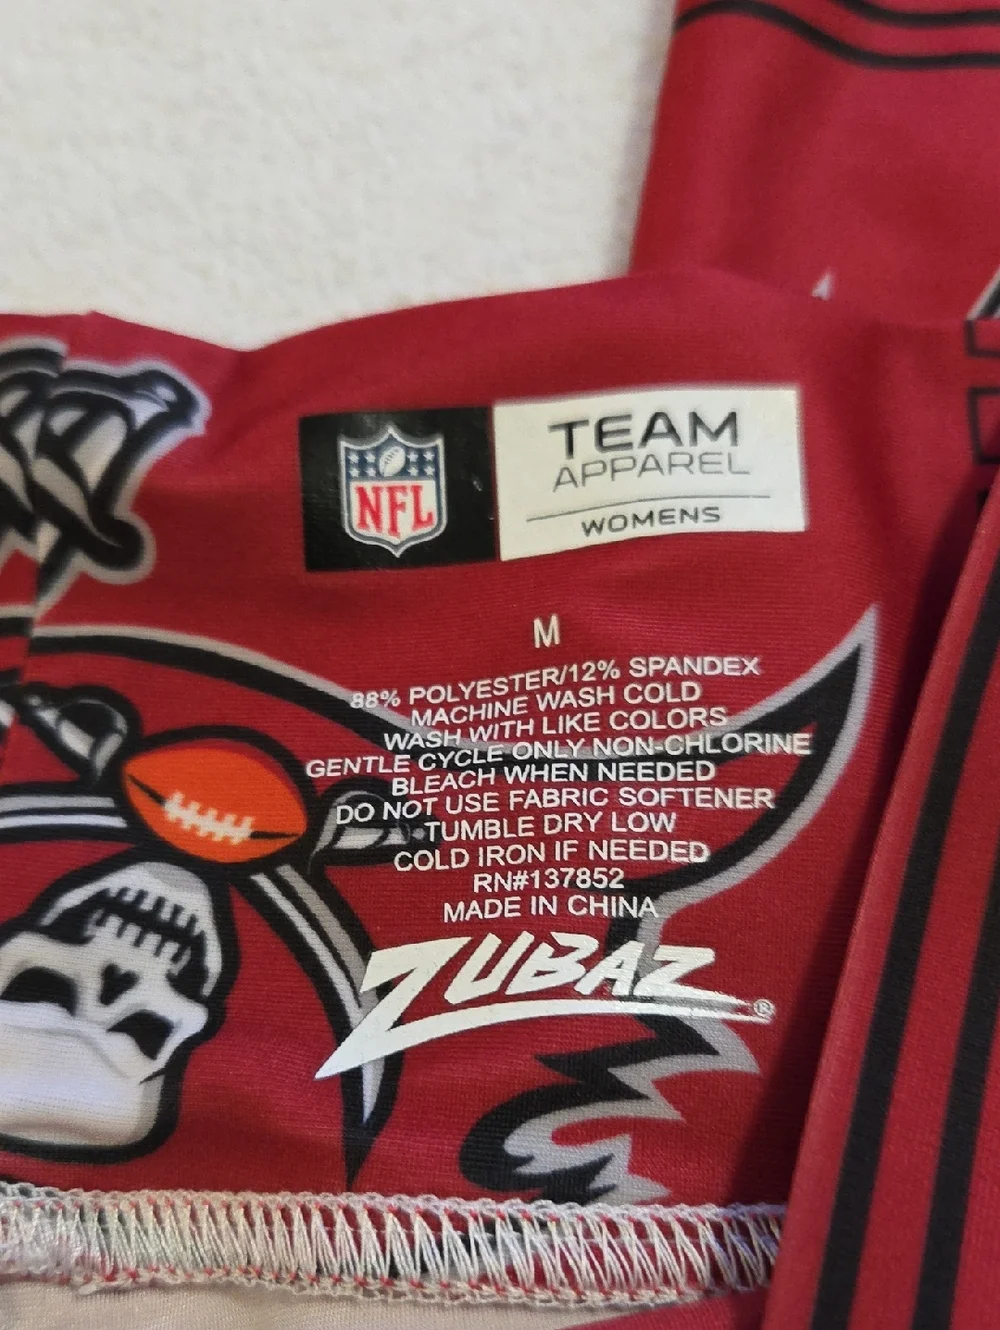 NFL
TEAM
APPAREL
WOMENS
M
88% POLYESTER/12% SPANDEX
MACHINE WASH COLD
WASH WITH LIKE COLORS
GENTLE CYCLE ONLY NON-CHLORINE
BLEACH WHEN NEEDED
DO NOT USE FABRIC SOFTENER
TUMBLE DRY LOW
COLD IRON IF NEEDED
RN#137852
MADE IN CHINA
ZUBAZ®